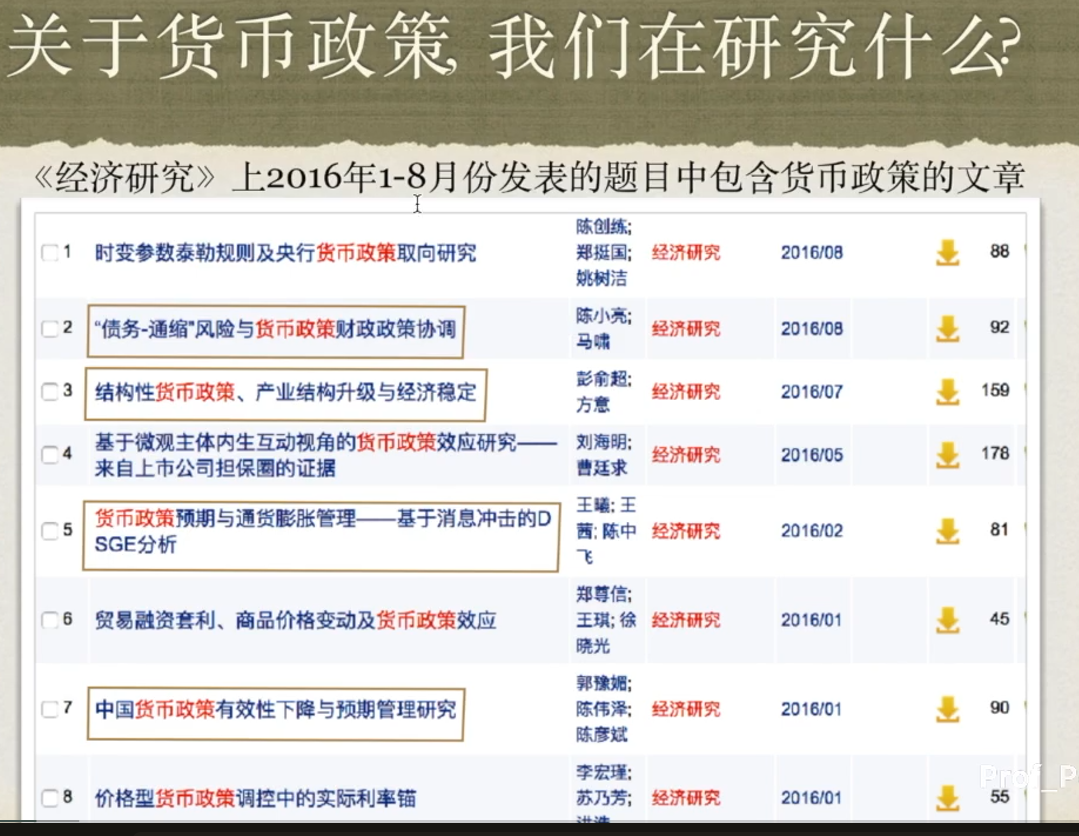 关于货币政策, 我们在研究什么?
《经济研究》上2016年1-8月份发表的题目中包含货币政策的文章
1 时变参数泰勒规则及央行货币政策取向研究 陈创练; 郑挺国; 姚树洁 经济研究 2016/08 88
2 “债务-通缩”风险与货币政策财政政策协调 陈小亮; 马啸 经济研究 2016/08 92
3 结构性货币政策、产业结构升级与经济稳定 彭俞超; 方意 经济研究 2016/07 159
4 基于微观主体内生互动视角的货币政策效应研究——
来自上市公司担保圈的证据 刘海明; 曹廷求 经济研究 2016/05 178
5 货币政策预期与通货膨胀管理——基于消息冲击的D
SGE分析 王曦; 王茜; 陈中飞 经济研究 2016/02 81
6 贸易融资套利、商品价格变动及货币政策效应 郑尊信; 王琪; 徐晓光 经济研究 2016/01 45
7 中国货币政策有效性下降与预期管理研究 郭豫媚; 陈伟泽; 陈彦斌 经济研究 2016/01 90
8 价格型货币政策调控中的实际利率锚 李宏瑾; 苏乃芳; 经济研究 2016/01 55
Prof_P